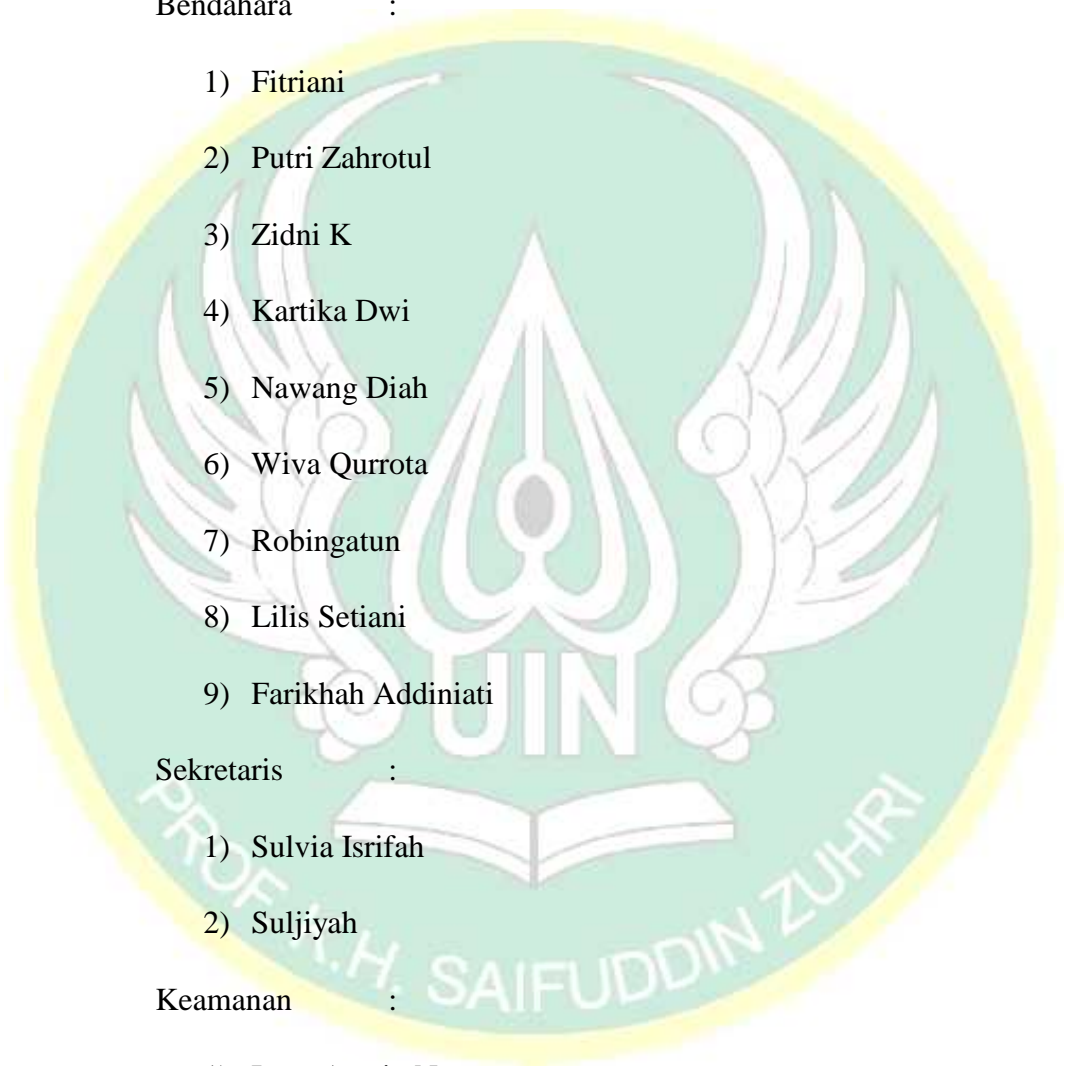 Bendahara :
1) Fitriani
2) Putri Zahrotul
3) Zidni K
4) Kartika Dwi
5) Nawang Diah
6) Wiva Qurrota
7) Robingatun
8) Lilis Setiani
9) Farikhah Addiniati
UIN
Sekretaris :
1) Sulvia Isrifah
2) Suljiyah
PROF. K.H. SAIFUDDIN ZUHRI
Keamanan :